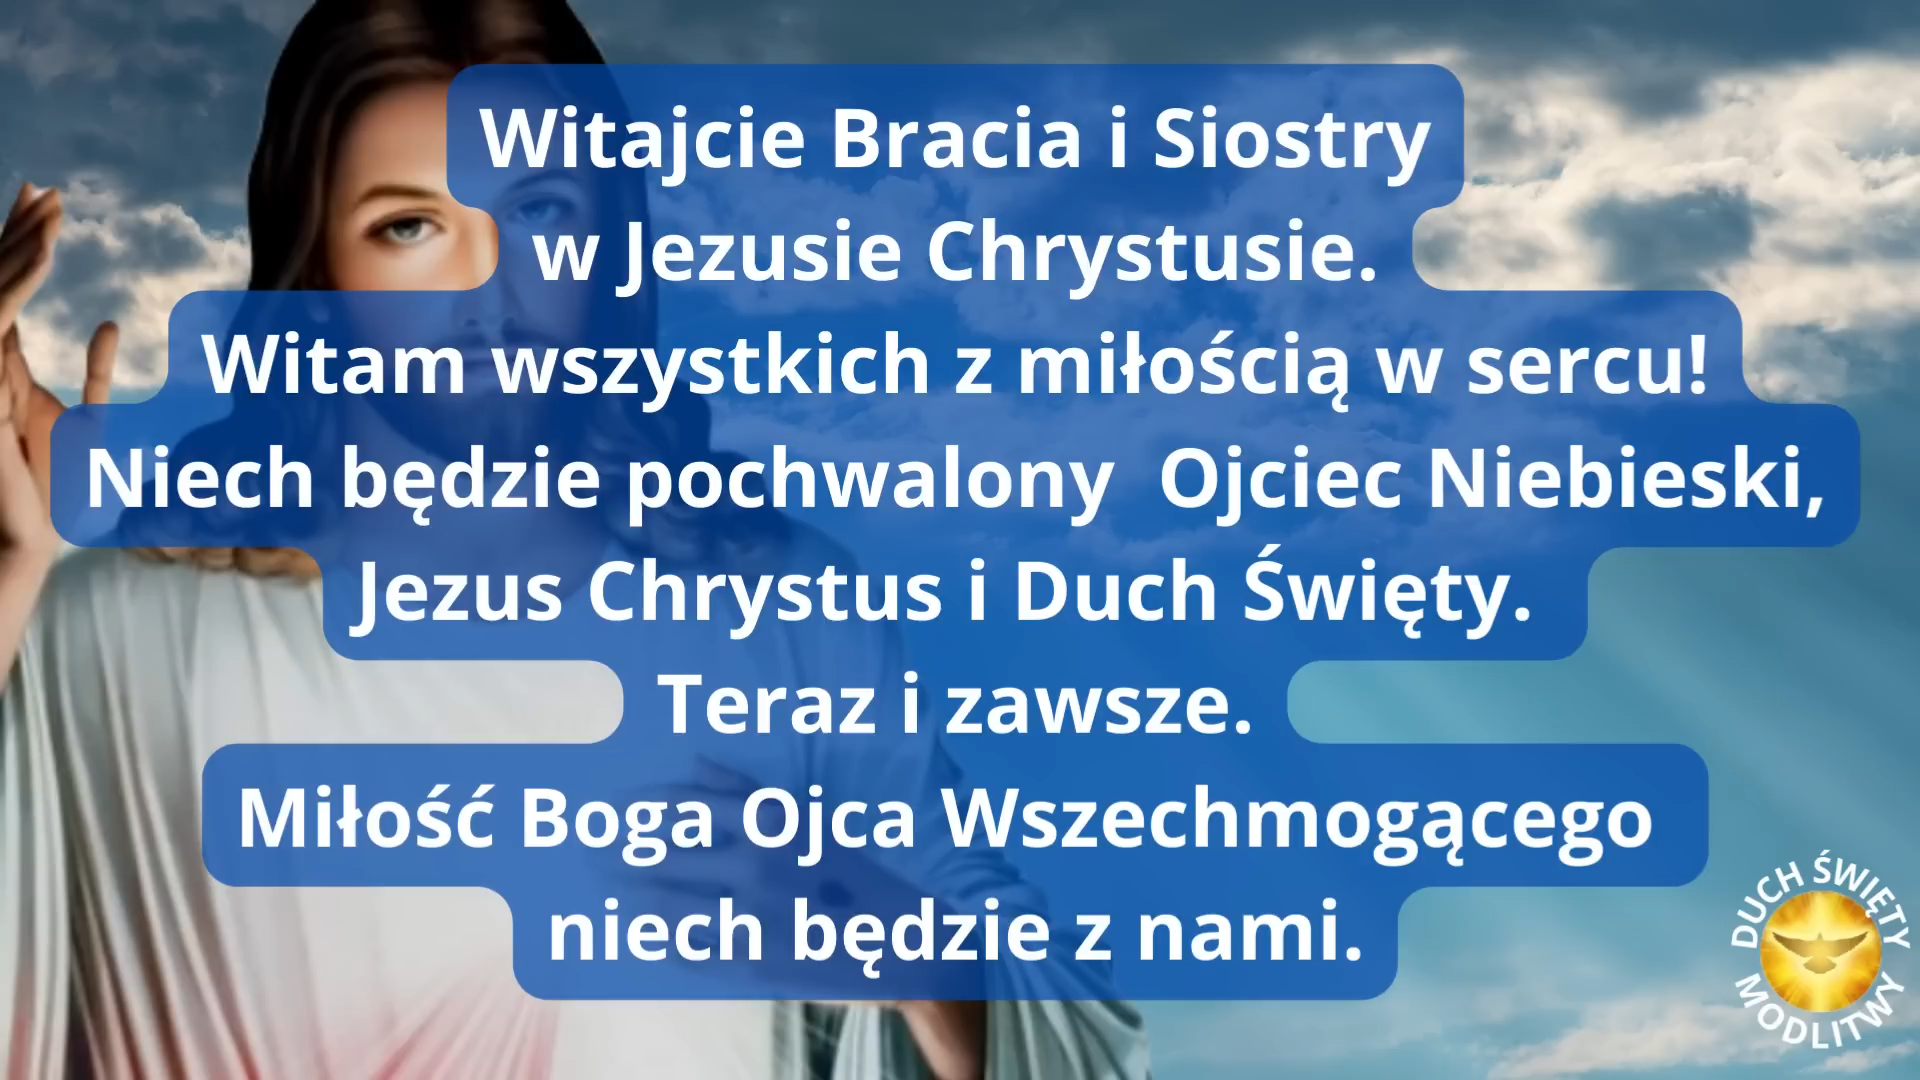 Witajcie Bracia i Siostry
w Jezusie Chrystusie.
Witam wszystkich z miłością w sercu!
Niech będzie pochwalony  Ojciec Niebieski,
Jezus Chrystus i Duch Święty.
Teraz i zawsze.
Miłość Boga Ojca Wszechmogącego
niech będzie z nami.
DUCH ŚWIĘTY
MODLITWY